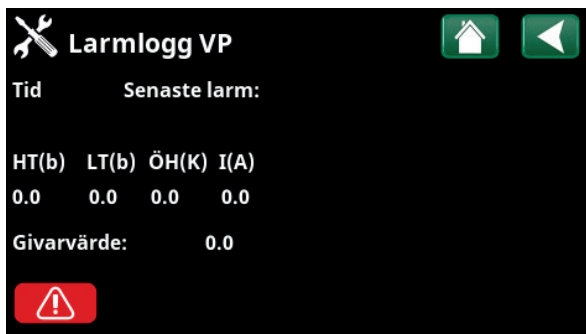 Larmlogg VP
Tid Senaste larm:
HT(b) LT(b) ÖH(K) I(A)
0.0 0.0 0.0 0.0
Givarvärde: 0.0